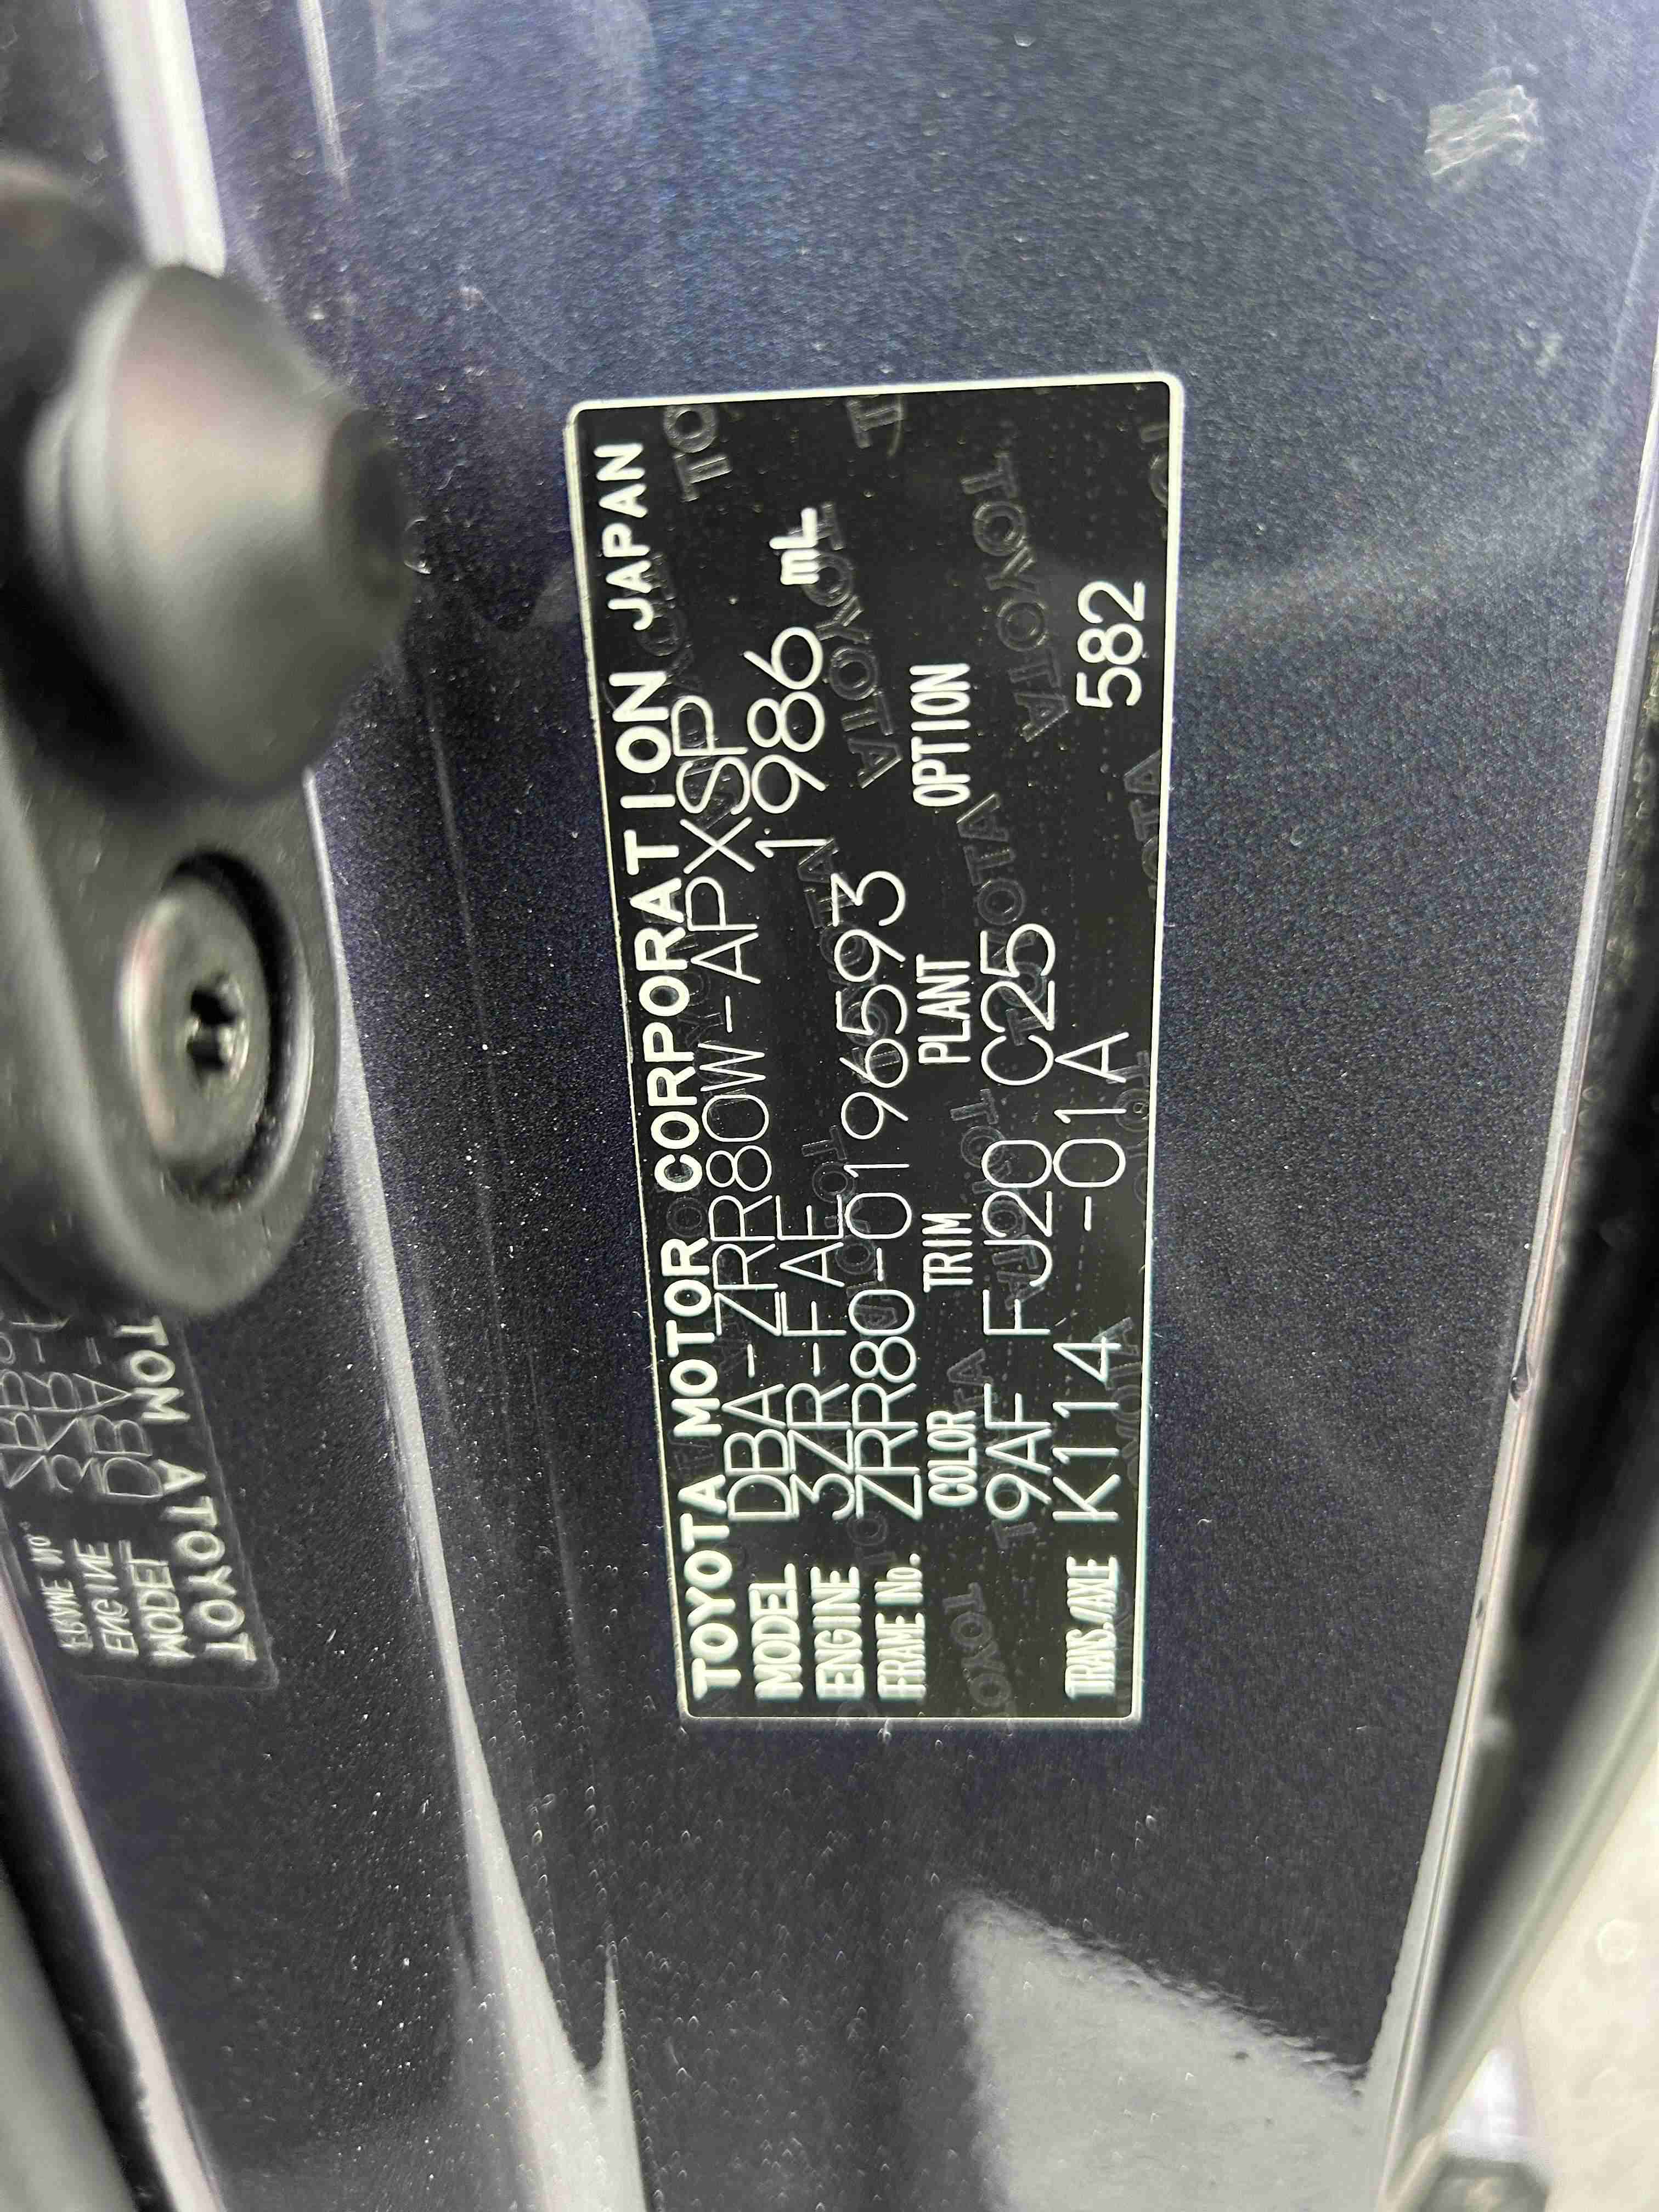 TOYOTA MOTOR CORPORATION JAPAN
MODEL DBA-ZRR80W-APXSP
ENGINE 3ZR-FAE 1986 mL
FRAME No. ZRR80-0196593
COLOR TRIM PLANT OPTION
9AF FJ20 C25
TRANS./AXLE K114 -01A 582